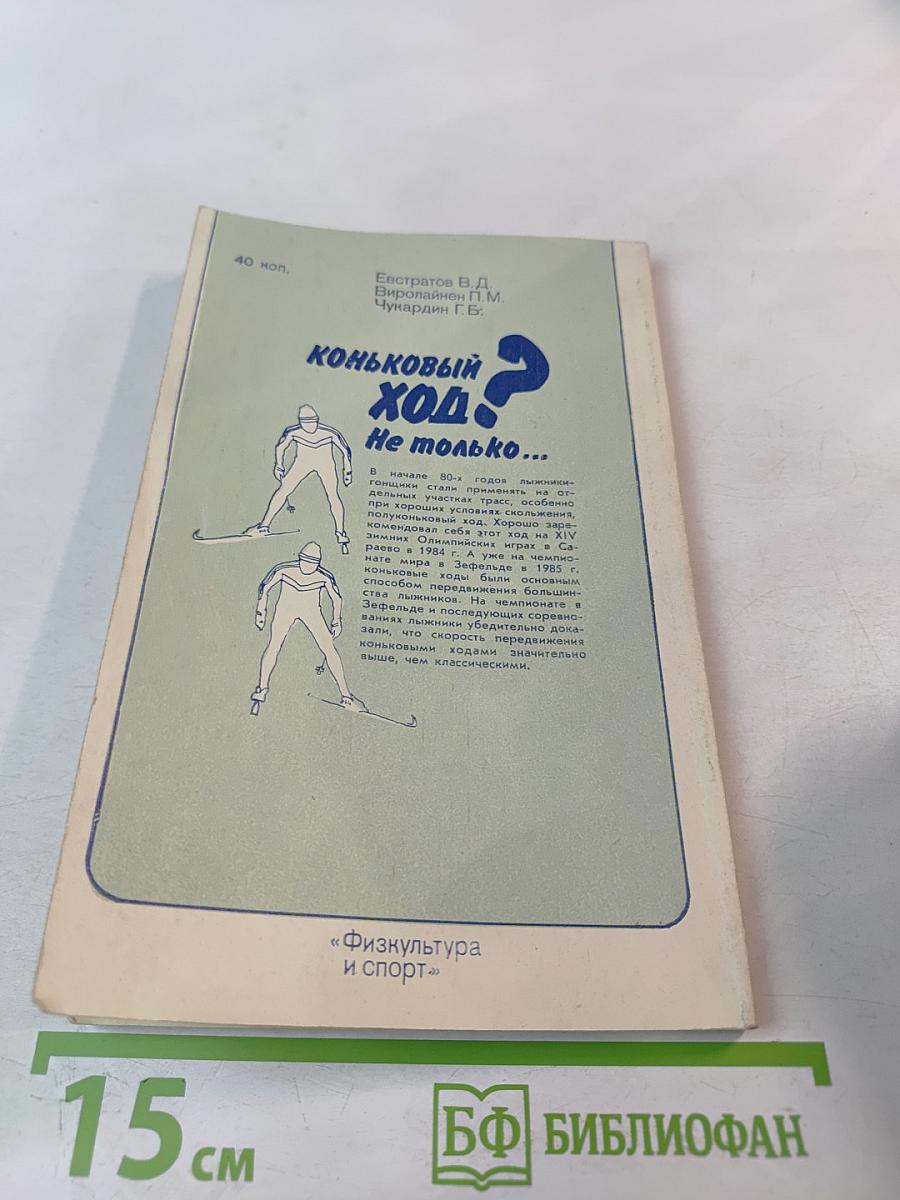 40 коп.
Евстратов В.Д.
Виролайнен П.М.
Чукардин Г.Б.
КОНЬКОВЫЙ
ХОД?
Не только...
В начале 80-х годов лыжники-
гонщики стали применять на от-
дельных участках трасс, особенно
при хороших условиях скольжения,
полуконьковый ход. Хорошо заре-
комендовал себя этот ход на XIV
зимних Олимпийских играх в Са-
раево в 1984 г. А уже на чемпио-
нате мира в Зефельде в 1985 г.
коньковые ходы были основным
способом передвижения большин-
ства лыжников. На чемпионате в
Зефельде и последующих соревно-
ваниях лыжники убедительно дока-
зали, что скорость передвижения
коньковыми ходами значительно
выше, чем классическими.
«Физкультура
и спорт»
15 см
БФ БИБЛИОФАН